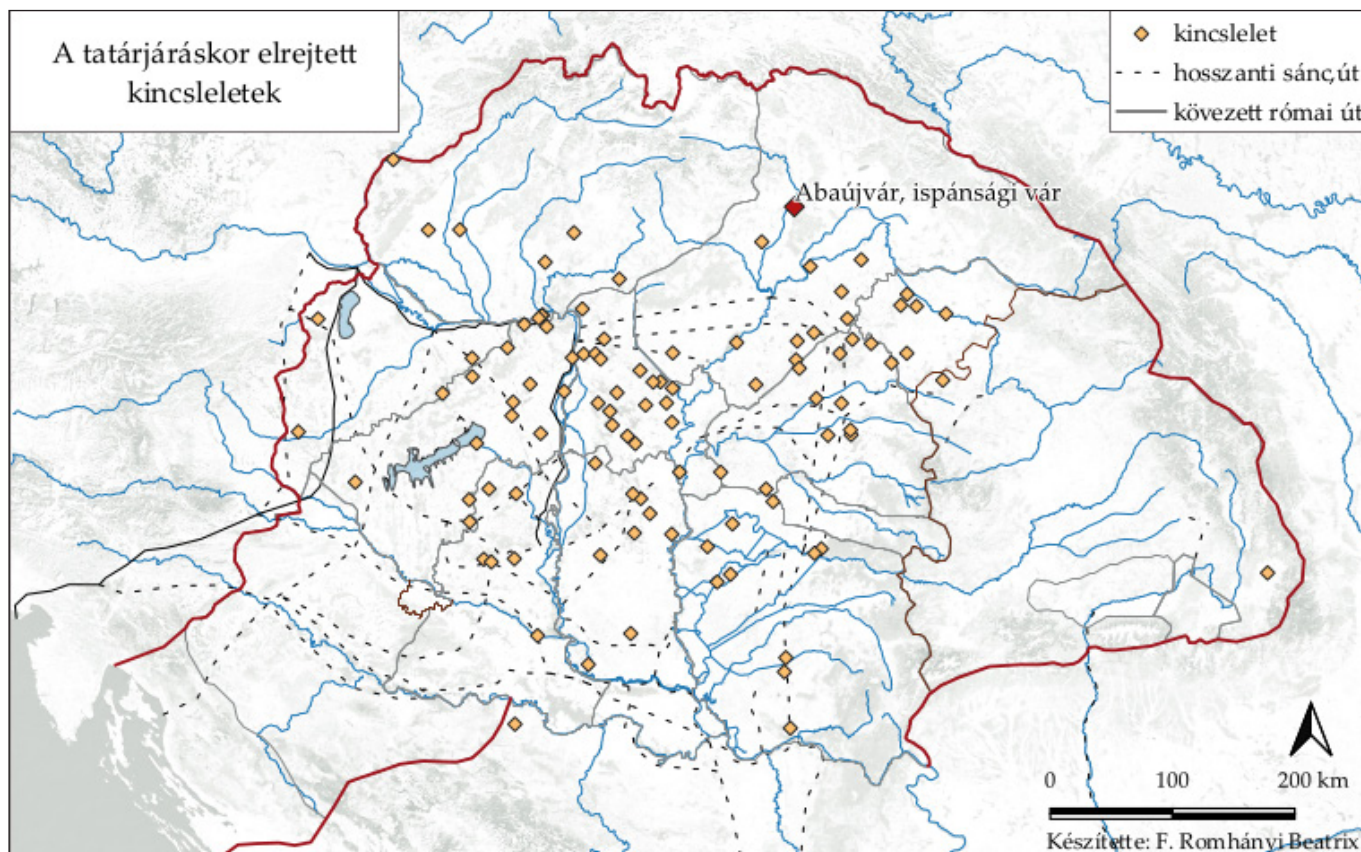 A tatárjáráskor elrejtett
kincsleletek
kincslelet
hosszanti sánc,út
kövezett római út
Abaújvár, ispánsági vár
0 100 200 km
Készítette: F. Romhányi Beatrix